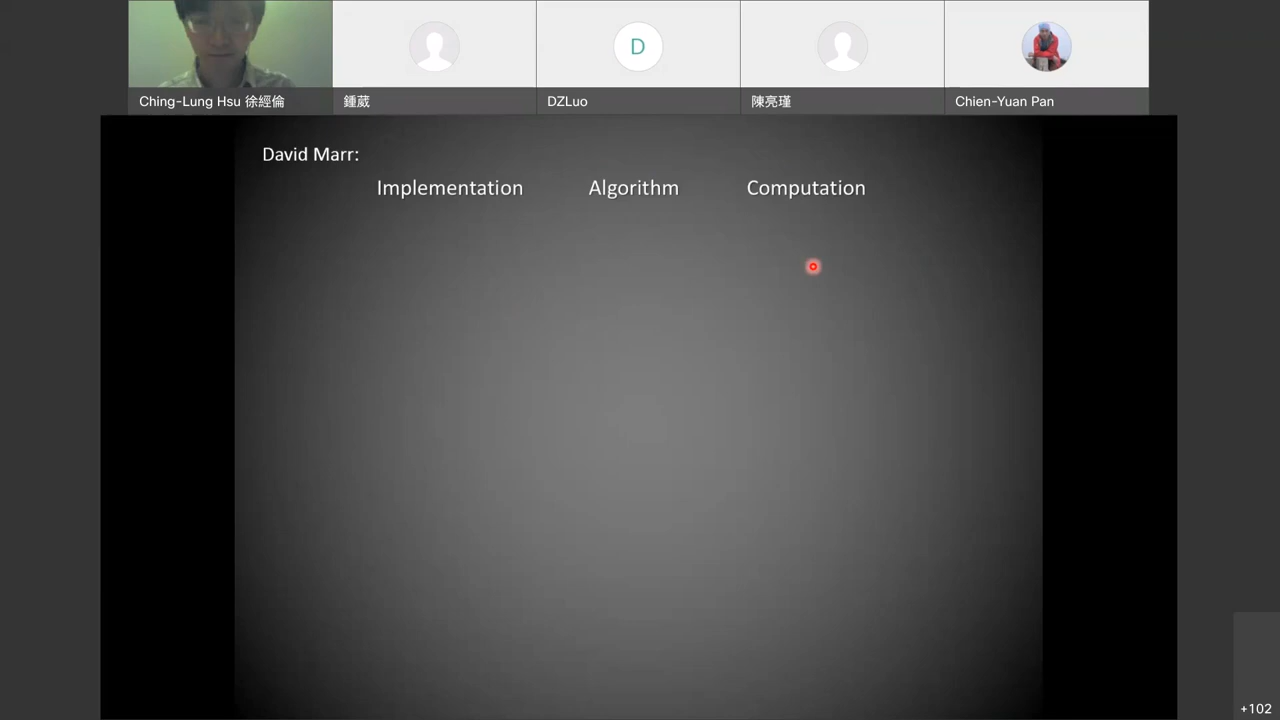 Ching-Lung Hsu 徐經倫
鍾葳
D
DZLuo
陳亮瑾
Chien-Yuan Pan
David Marr:
Implementation Algorithm Computation
+102